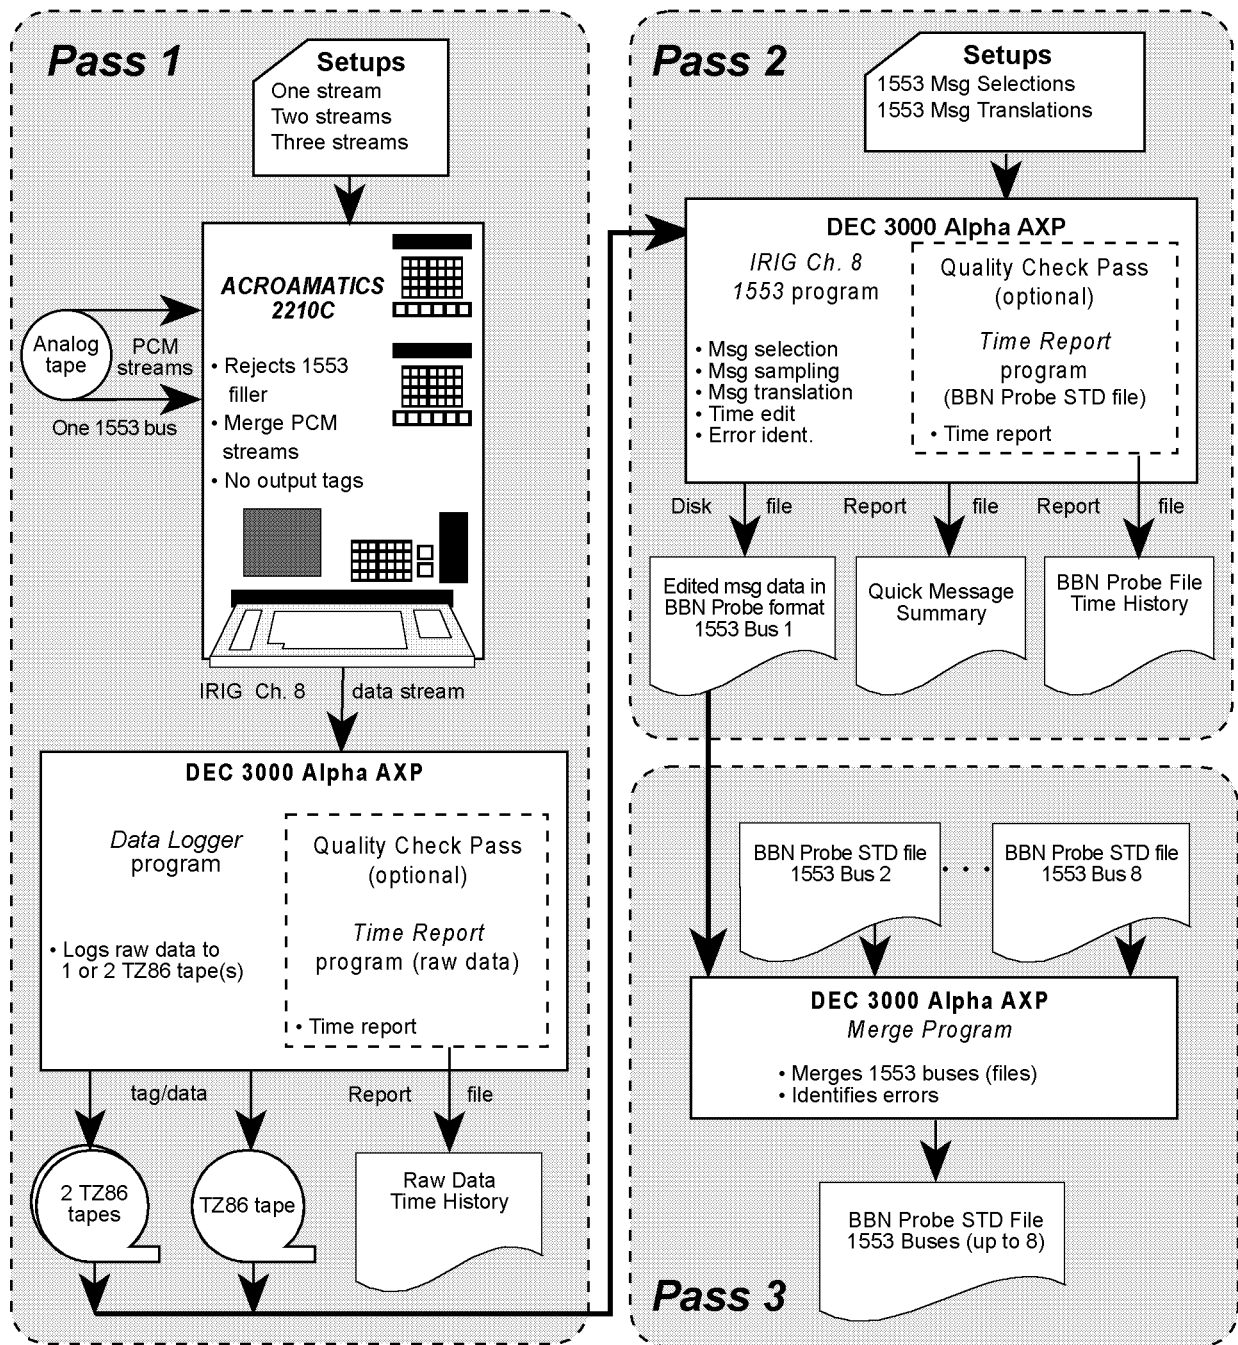 Pass 1
Setups
One stream
Two streams
Three streams
ACROAMATICS
2210C
Analog
tape
PCM
streams
One 1553 bus
• Rejects 1553
filler
• Merge PCM
streams
• No output tags
IRIG Ch. 8 data stream
DEC 3000 Alpha AXP
Data Logger
program
• Logs raw data to
1 or 2 TZ86 tape(s)
Quality Check Pass
(optional)
Time Report
program (raw data)
• Time report
tag/data
Report file
2 TZ86
tapes
TZ86 tape
Raw Data
Time History
Pass 2
Setups
1553 Msg Selections
1553 Msg Translations
DEC 3000 Alpha AXP
IRIG Ch. 8
1553 program
• Msg selection
• Msg sampling
• Msg translation
• Time edit
• Error ident.
Quality Check Pass
(optional)
Time Report
program
(BBN Probe STD file)
• Time report
Disk file
Report file
Report file
Edited msg data in
BBN Probe format
1553 Bus 1
Quick Message
Summary
BBN Probe File
Time History
BBN Probe STD file
1553 Bus 2
. . .
BBN Probe STD file
1553 Bus 8
DEC 3000 Alpha AXP
Merge Program
• Merges 1553 buses (files)
• Identifies errors
BBN Probe STD File
1553 Buses (up to 8)
Pass 3